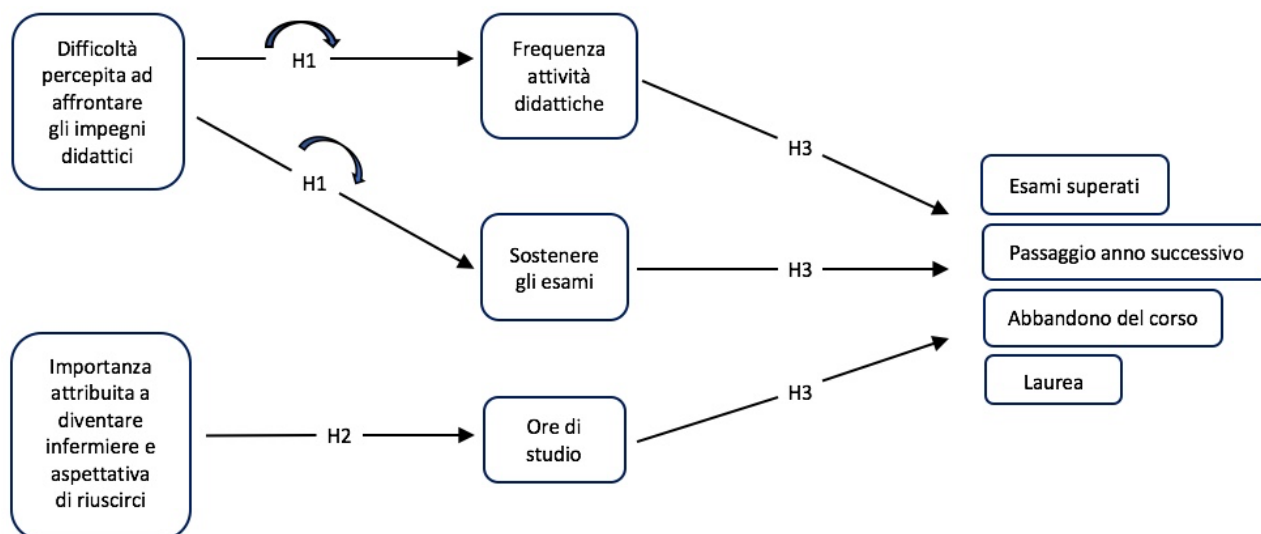 Difficoltà
percepita ad
affrontare
gli impegni
didattici
H1
Frequenza
attività
didattiche
H3
H1
Sostenere
gli esami
H3
Importanza
attribuita a
diventare
infermiere e
aspettativa
di riuscirci
H2
Ore di
studio
H3
Esami superati
Passaggio anno successivo
Abbandono del corso
Laurea